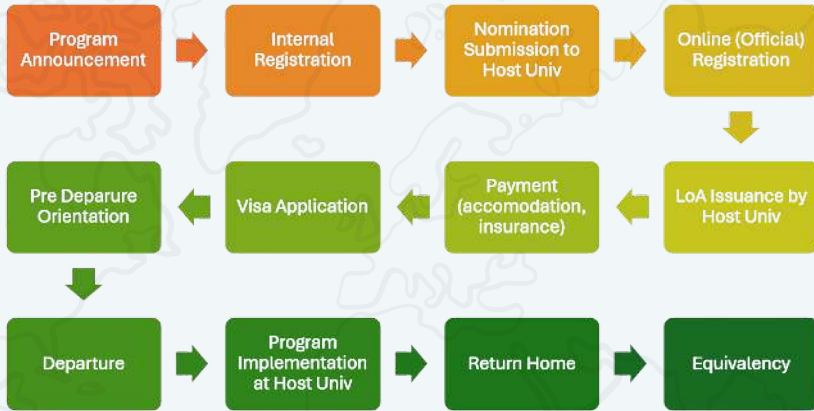 Program
Announcement
Internal
Registration
Nomination
Submission to
Host Univ
Online (Official)
Registration
LoA Issuance by
Host Univ
Payment
(accomodation,
insurance)
Visa Application
Pre Deparure
Orientation
Departure
Program
Implementation
at Host Univ
Return Home
Equivalency